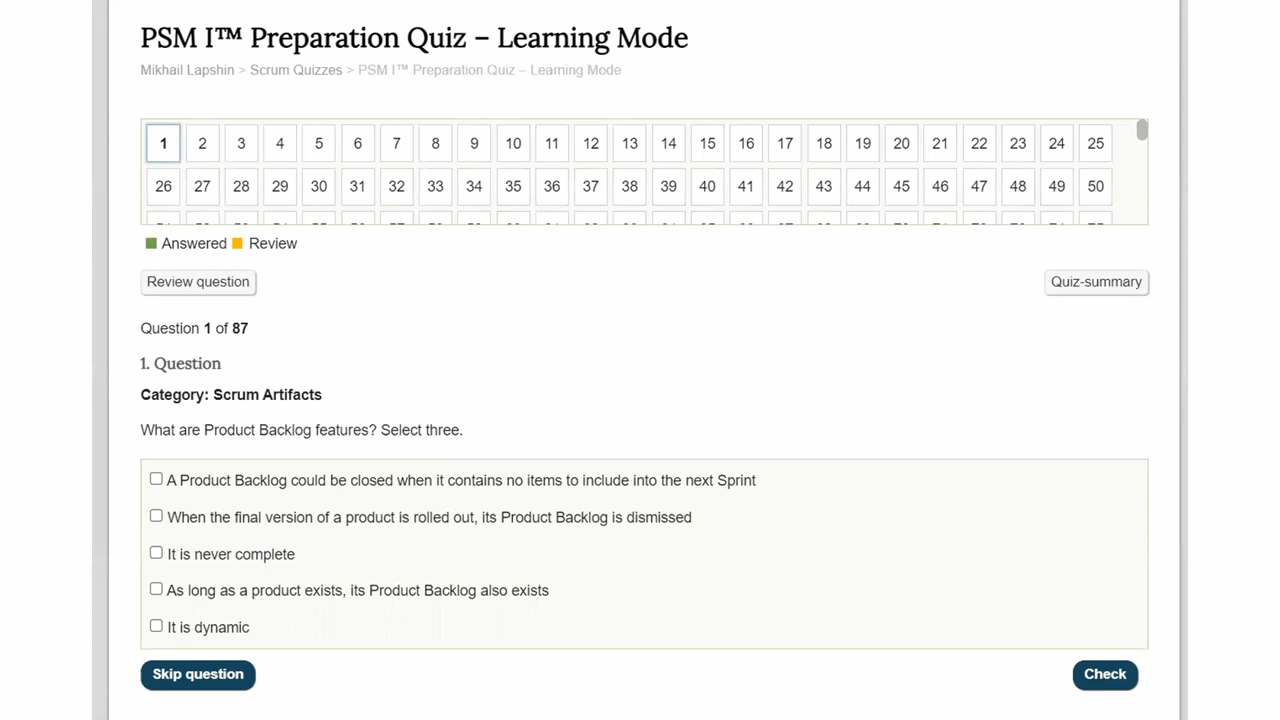 PSM I™ Preparation Quiz – Learning Mode
Mikhail Lapshin > Scrum Quizzes > PSM I™ Preparation Quiz – Learning Mode
1 2 3 4 5 6 7 8 9 10 11 12 13 14 15 16 17 18 19 20 21 22 23 24 25
26 27 28 29 30 31 32 33 34 35 36 37 38 39 40 41 42 43 44 45 46 47 48 49 50
Answered Review
Review question Quiz-summary
Question 1 of 87
1. Question
Category: Scrum Artifacts
What are Product Backlog features? Select three.
A Product Backlog could be closed when it contains no items to include into the next Sprint
When the final version of a product is rolled out, its Product Backlog is dismissed
It is never complete
As long as a product exists, its Product Backlog also exists
It is dynamic
Skip question Check